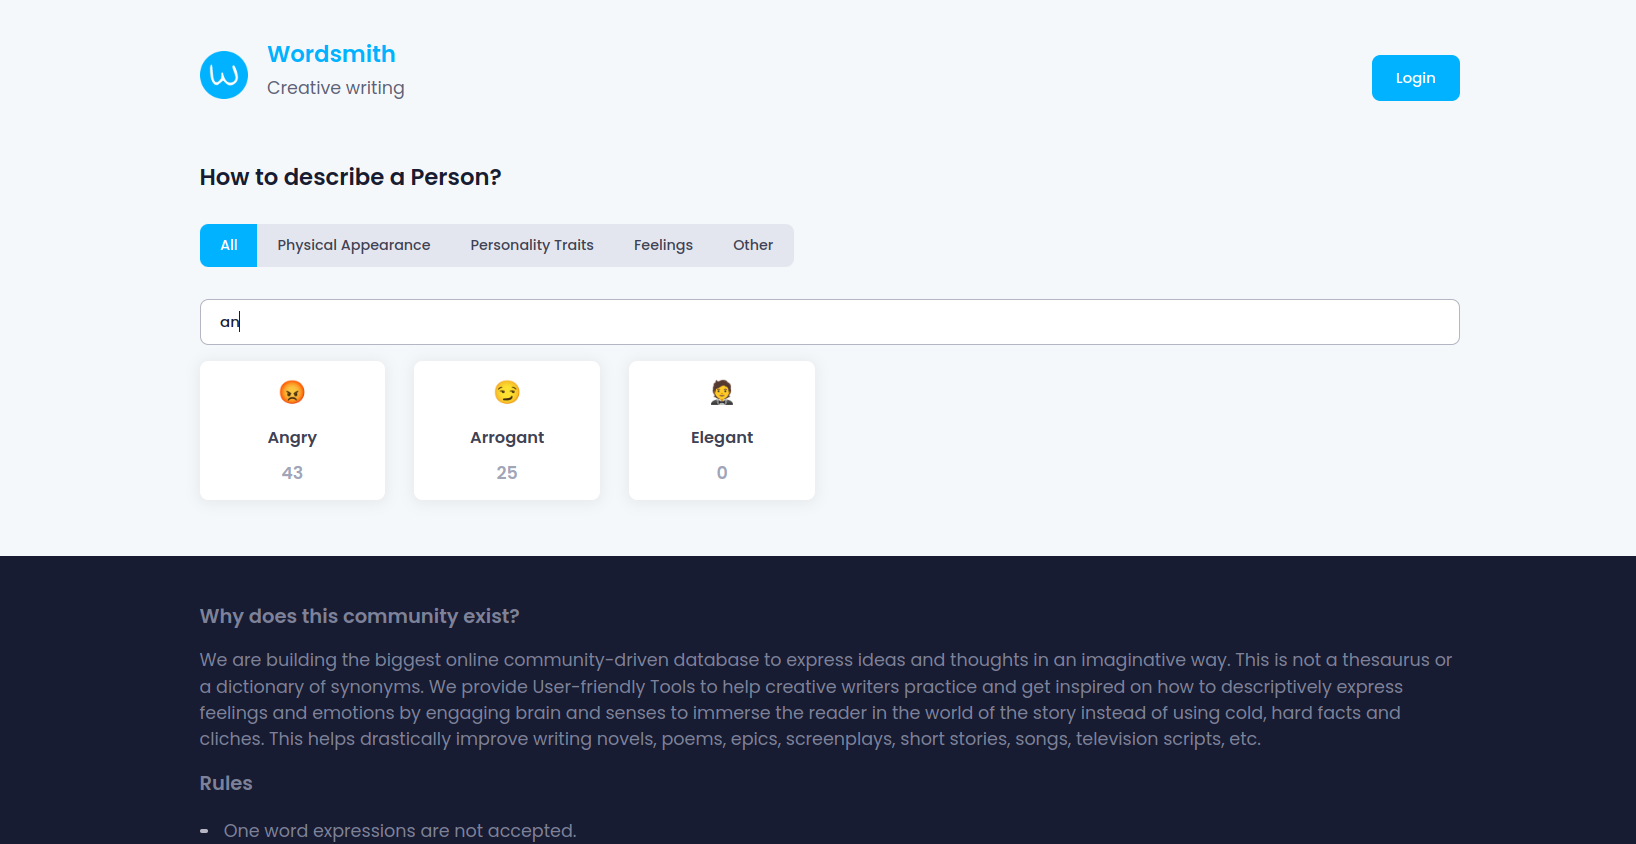 Wordsmith
Creative writing
Login
How to describe a Person?
All Physical Appearance Personality Traits Feelings Other
an
Angry
43
Arrogant
25
Elegant
0
Why does this community exist?
We are building the biggest online community-driven database to express ideas and thoughts in an imaginative way. This is not a thesaurus or
a dictionary of synonyms. We provide User-friendly Tools to help creative writers practice and get inspired on how to descriptively express
feelings and emotions by engaging brain and senses to immerse the reader in the world of the story instead of using cold, hard facts and
cliches. This helps drastically improve writing novels, poems, epics, screenplays, short stories, songs, television scripts, etc.
Rules
- One word expressions are not accepted.